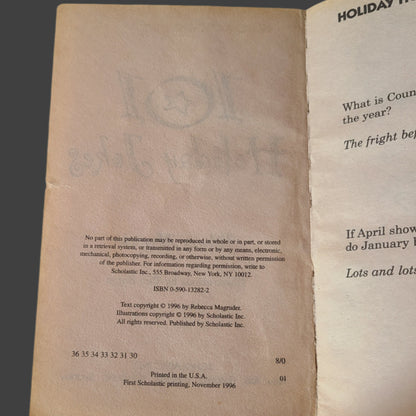 No part of this publication may be reproduced in whole or in part, or stored
in a retrieval system, or transmitted in any form or by any means, electronic,
mechanical, photocopying, recording, or otherwise, without written permission
of the publisher. For information regarding permission, write to
Scholastic Inc., 555 Broadway, New York, NY 10012.
ISBN 0-590-13282-2
Text copyright © 1996 by Rebecca Magruder.
Illustrations copyright © 1996 by Scholastic Inc.
All rights reserved. Published by Scholastic Inc.
36 35 34 33 32 31 30 8/0
Printed in the U.S.A. 01
First Scholastic printing, November 1996
HOLIDAY
What is Coun
the year?
The fright bef
If April show
do January b
Lots and lots